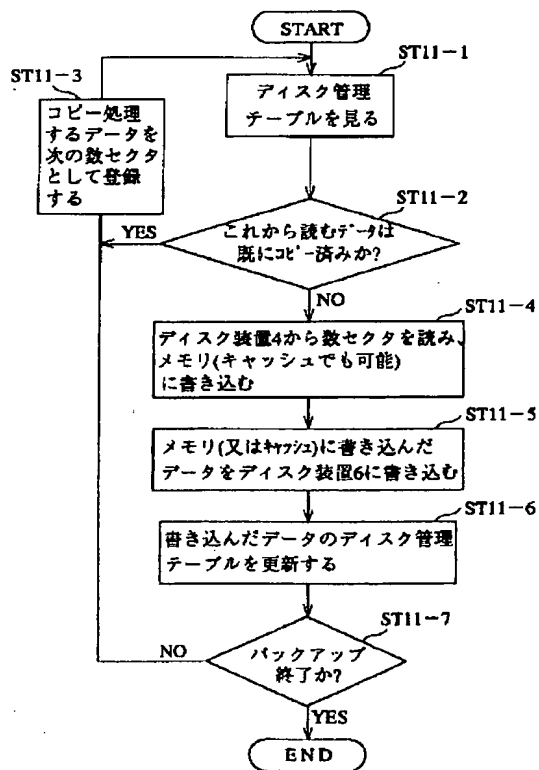 START
ST11-1
ディスク管理
テーブルを見る
ST11-3
コピー処理
するデータを
次の数セクタ
として登録
する
ST11-2
これから読むデータは
既にコピー済みか?
YES
NO
ST11-4
ディスク装置4から数セクタを読み、
メモリ(キャッシュでも可能)
に書き込む
ST11-5
メモリ(又はキャッシュ)に書き込んだ
データをディスク装置6に書き込む
ST11-6
書き込んだデータのディスク管理
テーブルを更新する
ST11-7
バックアップ
終了か?
NO
YES
END